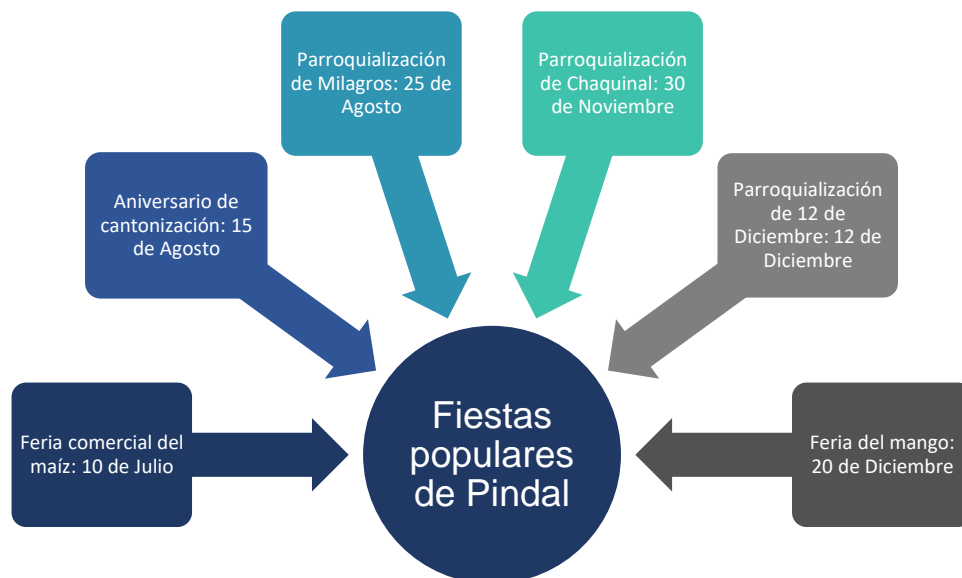 Parroquialización
de Milagros: 25 de
Agosto
Parroquialización
de Chaquinal: 30
de Noviembre
Aniversario de
cantonización: 15
de Agosto
Parroquialización
de 12 de
Diciembre: 12 de
Diciembre
Feria comercial del
maíz: 10 de Julio
Fiestas
populares
de Pindal
Feria del mango:
20 de Diciembre